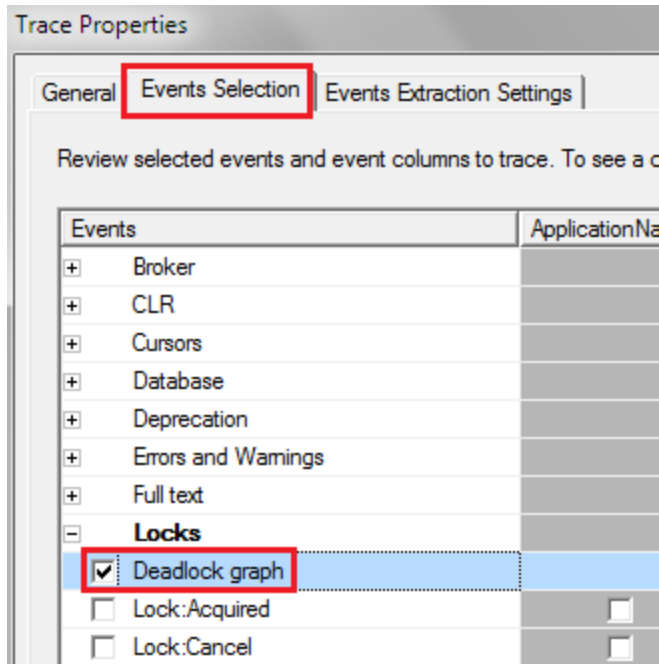 Trace Properties
General Events Selection Events Extraction Settings
Review selected events and event columns to trace. To see a c
Events ApplicationNa
Broker
CLR
Cursors
Database
Deprecation
Errors and Warnings
Full text
Locks
Deadlock graph
Lock:Acquired
Lock:Cancel